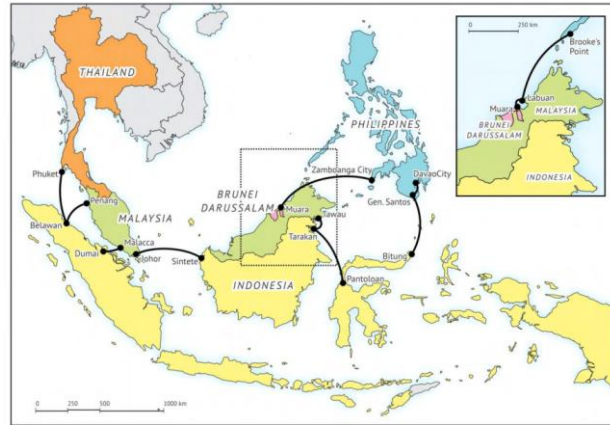 THAILAND
PHILIPPINES
Phuket
Penang
MALAYSIA
Belawan
Dumai
Malacca
Johor
Sintete
BRUNEI
DARUSSALAM
Muara
Zamboanga City
DavaoCity
Gen. Santos
Tawau
Tarakan
Bitung
Pantoloan
INDONESIA
0 250 500 1000 km
0 250 km
Brooke's
Point
Labuan
Muara
MALAYSIA
BRUNEI
DARUSSALAM
INDONESIA